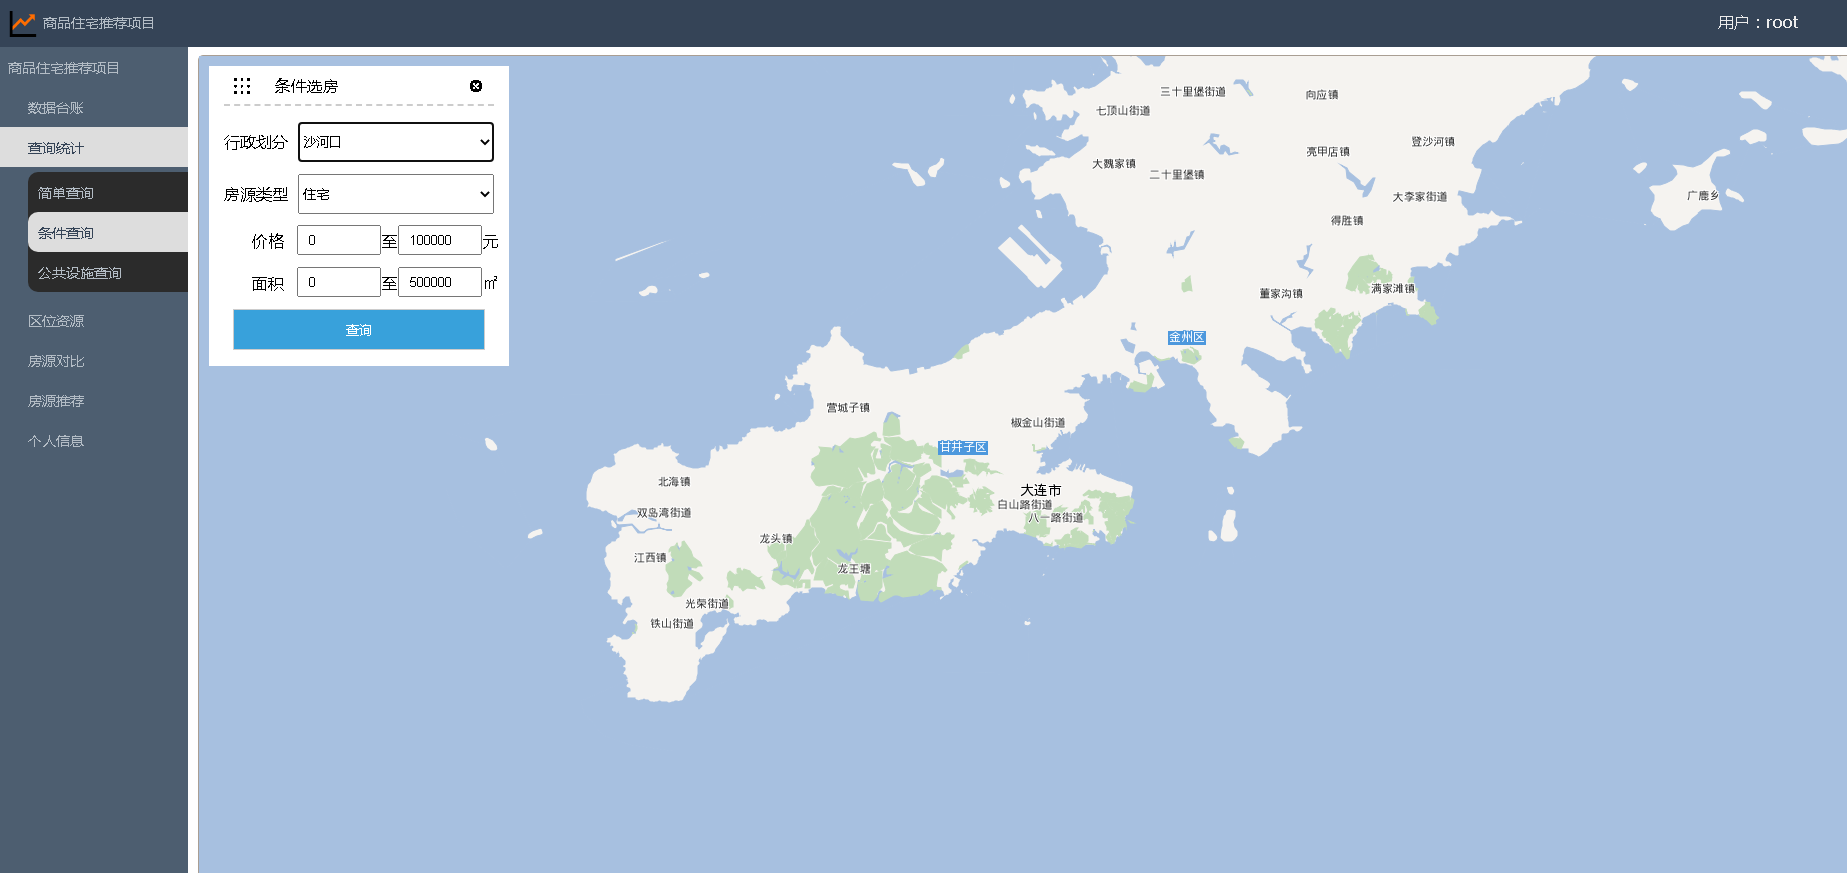 商品住宅推荐项目
用户：root
商品住宅推荐项目
数据台账
查询统计
简单查询
条件查询
公共设施查询
区位资源
房源对比
房源推荐
个人信息
条件选房
行政划分 沙河口
房源类型 住宅
价格 0 至 100000 元
面积 0 至 500000 ㎡
查询
三十里堡街道
向应镇
七顶山街道
登沙河镇
亮甲店镇
大魏家镇
二十里堡镇
大李家街道
广鹿乡
得胜镇
满家滩镇
董家沟镇
金州区
营城子镇
椒金山街道
甘井子区
北海镇
大连市
白山路街道
双岛湾街道
八一路街道
龙头镇
江西镇
龙王塘
光荣街道
铁山街道